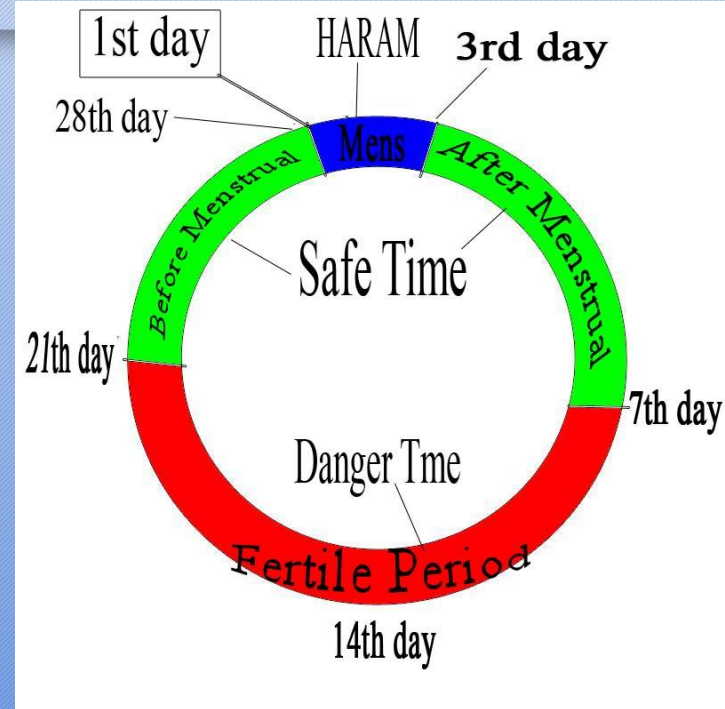 1st day
HARAM
3rd day
28th day
Mens
Before Menstrual
After Menstrual
Safe Time
21th day
7th day
Danger Tme
Fertile Period
14th day